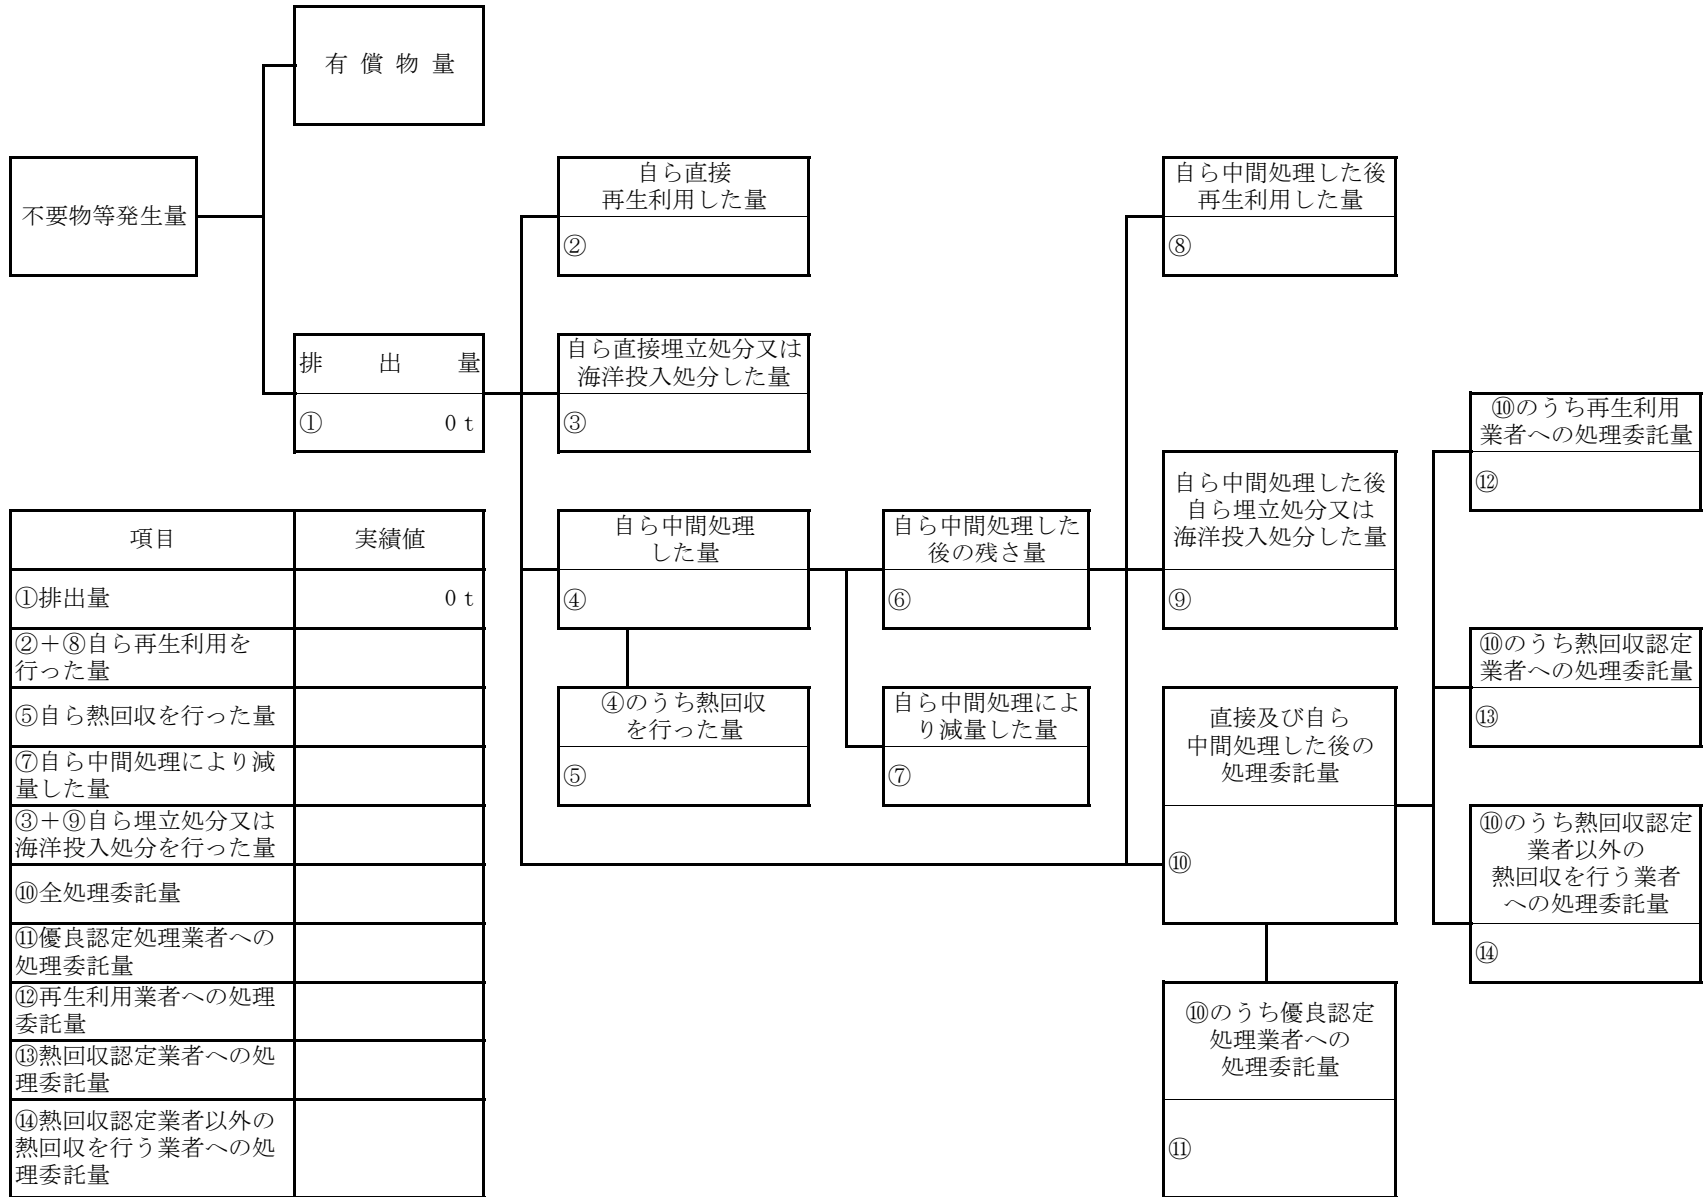 有 償 物 量
不要物等発生量
自ら直接
再生利用した量
②
自ら中間処理した後
再生利用した量
⑧
排 出 量
① 0 t
自ら直接埋立処分又は
海洋投入処分した量
③
⑩のうち再生利用
業者への処理委託量
⑫
自ら中間処理した後
自ら埋立処分又は
海洋投入処分した量
⑨
自ら中間処理
した量
④
自ら中間処理した
後の残さ量
⑥
④のうち熱回収
を行った量
⑤
自ら中間処理によ
り減量した量
⑦
⑩のうち熱回収認定
業者への処理委託量
⑬
直接及び自ら
中間処理した後の
処理委託量
⑩
⑩のうち熱回収認定
業者以外の
熱回収を行う業者
への処理委託量
⑭
⑩のうち優良認定
処理業者への
処理委託量
⑪
項目 実績値
①排出量 0 t
②＋⑧自ら再生利用を
行った量
⑤自ら熱回収を行った量
⑦自ら中間処理により減
量した量
③＋⑨自ら埋立処分又は
海洋投入処分を行った量
⑩全処理委託量
⑪優良認定処理業者への
処理委託量
⑫再生利用業者への処理
委託量
⑬熱回収認定業者への処
理委託量
⑭熱回収認定業者以外の
熱回収を行う業者への処
理委託量